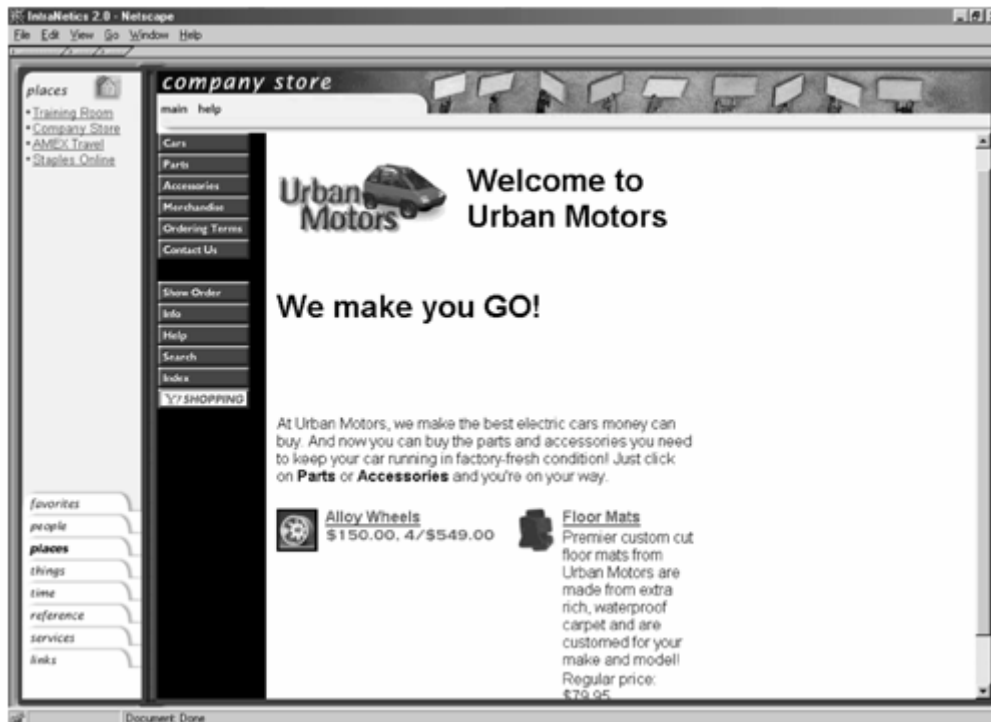 IntraNetics 2.0 - Netscape
File Edit View Go Window Help
places
Training Room
Company Store
AMEX Travel
Staples Online
favorites
people
places
things
time
reference
services
links
company store
main help
Cars
Parts
Accessories
Merchandise
Ordering Terms
Contact Us
Show Order
Info
Help
Search
Index
Y! SHOPPING
Urban
Motors
Welcome to
Urban Motors
We make you GO!
At Urban Motors, we make the best electric cars money can
buy. And now you can buy the parts and accessories you need
to keep your car running in factory-fresh condition! Just click
on Parts or Accessories and you're on your way.
Alloy Wheels
$150.00, 4/$549.00
Floor Mats
Premier custom cut
floor mats from
Urban Motors are
made from extra
rich, waterproof
carpet and are
customed for your
make and model!
Regular price:
$79.95
Document: Done